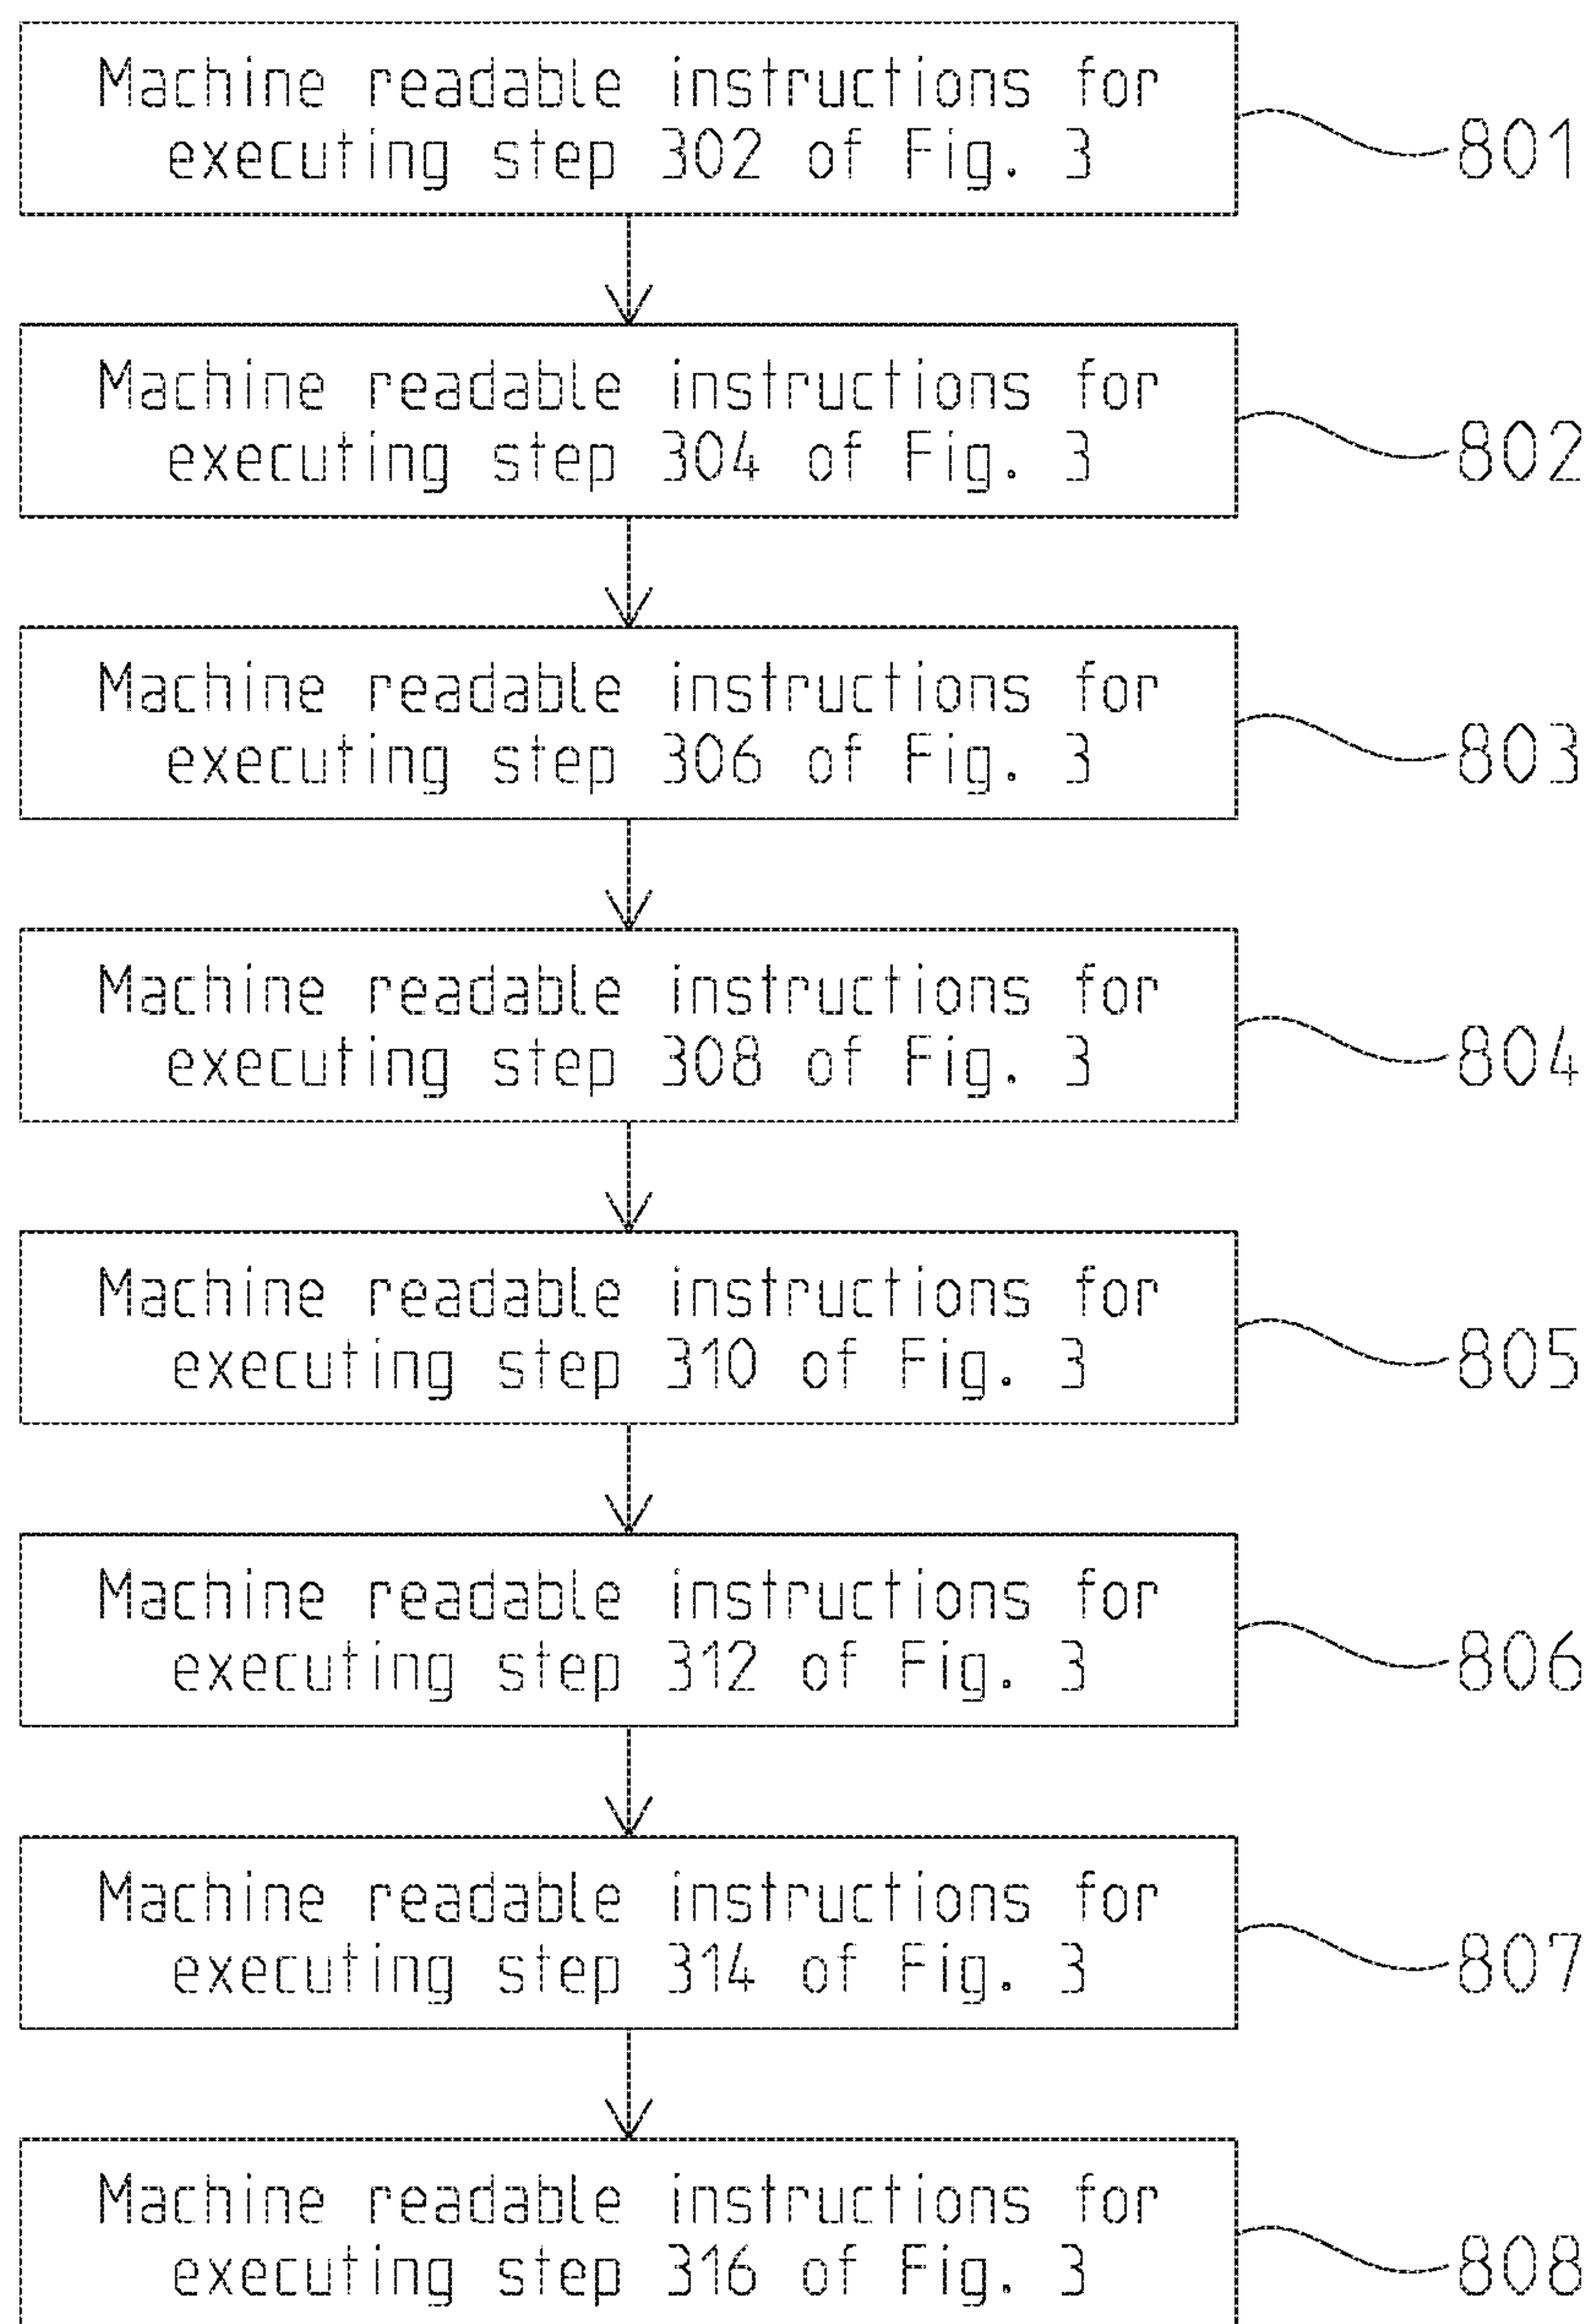 Machine readable instructions for
executing step 302 of Fig. 3
801
Machine readable instructions for
executing step 304 of Fig. 3
802
Machine readable instructions for
executing step 306 of Fig. 3
803
Machine readable instructions for
executing step 308 of Fig. 3
804
Machine readable instructions for
executing step 310 of Fig. 3
805
Machine readable instructions for
executing step 312 of Fig. 3
806
Machine readable instructions for
executing step 314 of Fig. 3
807
Machine readable instructions for
executing step 316 of Fig. 3
808